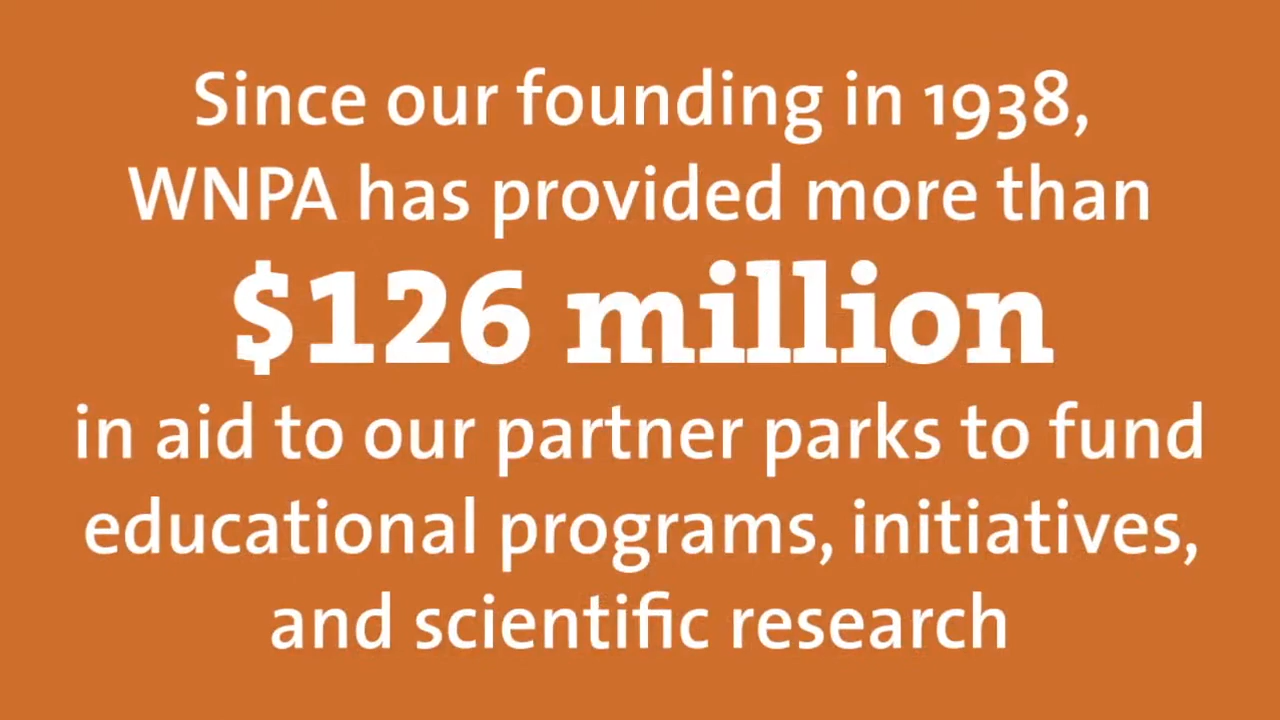 Since our founding in 1938,
WNPA has provided more than
$126 million
in aid to our partner parks to fund
educational programs, initiatives,
and scientific research